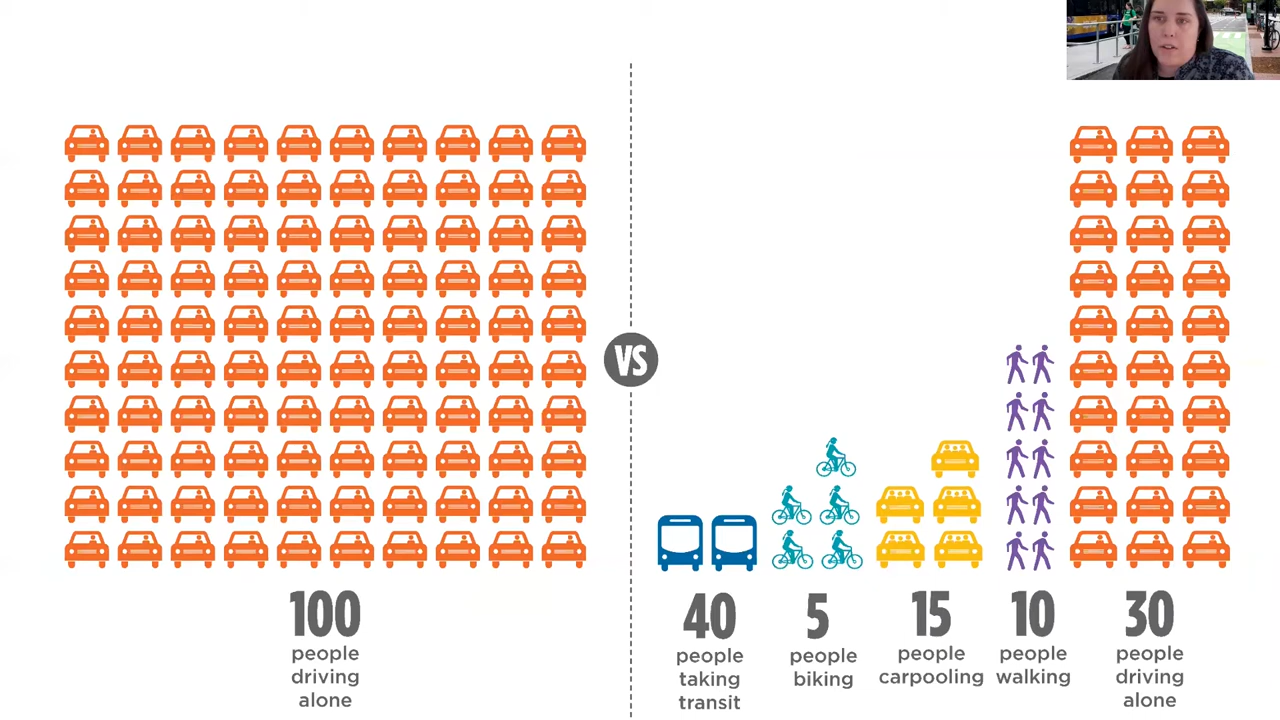 VS
100
people
driving
alone
40
people
taking
transit
5
people
biking
15
people
carpooling
10
people
walking
30
people
driving
alone